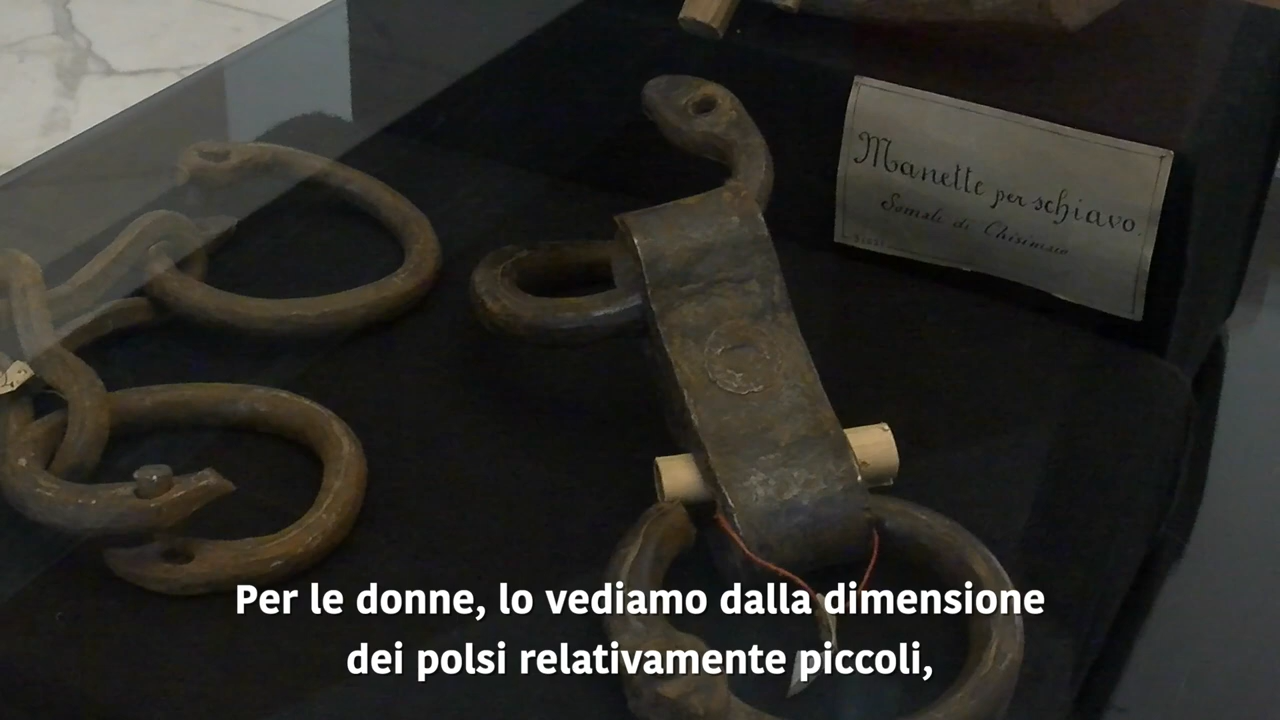 Manette per schiavo.
Somali di Chisimaio
Per le donne, lo vediamo dalla dimensione
dei polsi relativamente piccoli,